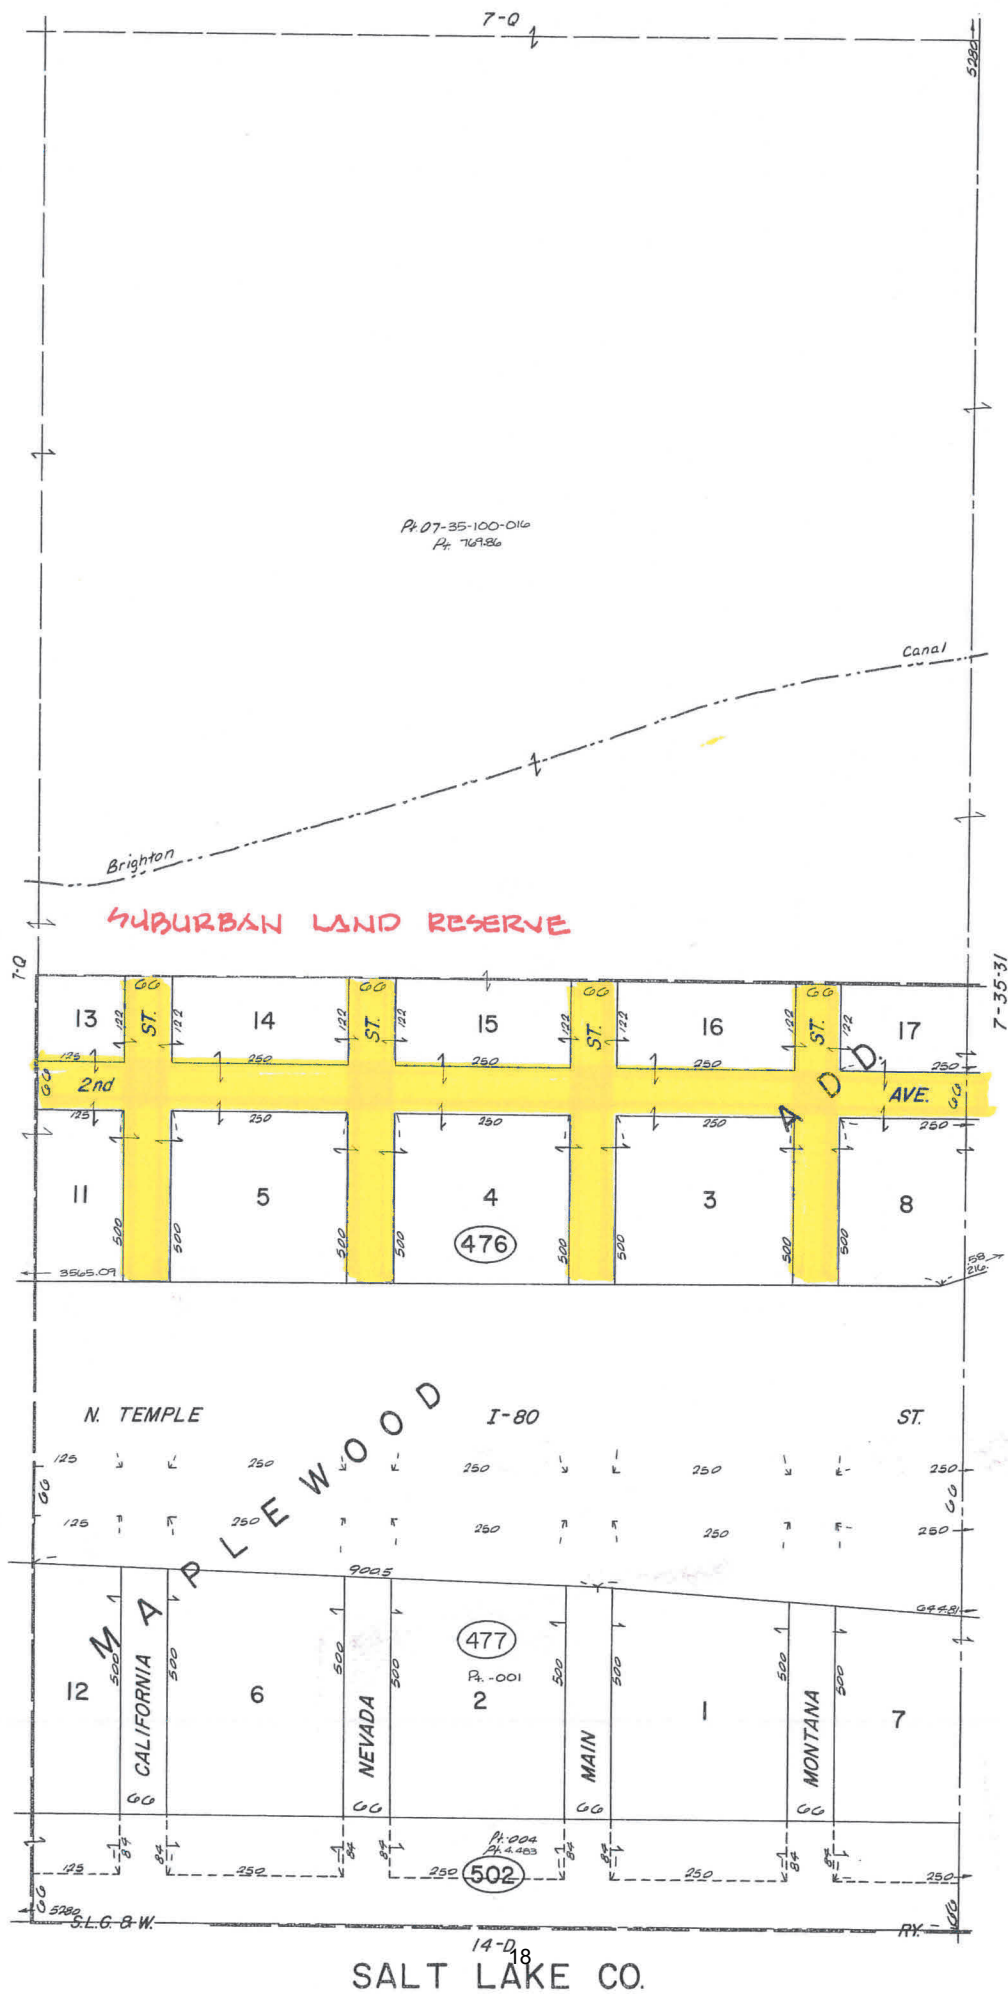 7-Q
5280
Pt. 07-35-100-016
Pt. 769.86
Canal
Brighton
SUBURBAN LAND RESERVE
7-Q
7-35-31
66 66 66 66
13 122 ST. 122 14 122 ST. 122 15 122 ST. 122 16 122 ST. 122 17
125 250 250 250 250
66 2nd AVE. 66
125 250 250 250 250
11 5 4 3 8
476
500 500 500 500 500 500 500 500
3565.09
58
216.
N. TEMPLE I-80 ST.
125 250 250 250 250
66 66
125 250 250 250 250
MAPLEWOOD ADD.
900.5
644.81
477
Pt. -001
500 500 500 500 500 500 500 500
12 CALIFORNIA 6 NEVADA 2 MAIN 1 MONTANA 7
66 66 66 66
Pt. 004
Pt. 4.483
84 84 84 84 84 84 84 84
125 250 250 502 250 250
66 66
5280
S.L.G. & W. RY.
14-D
18
SALT LAKE CO.